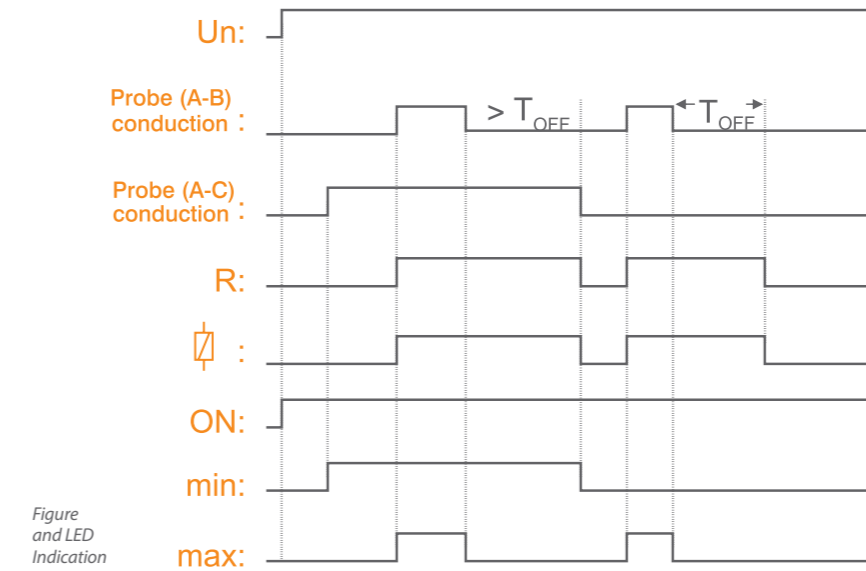 Un:
Probe (A-B)
conduction :
> TOFF
TOFF
Probe (A-C)
conduction :
R:
:
ON:
min:
Figure
and LED
Indication
max: